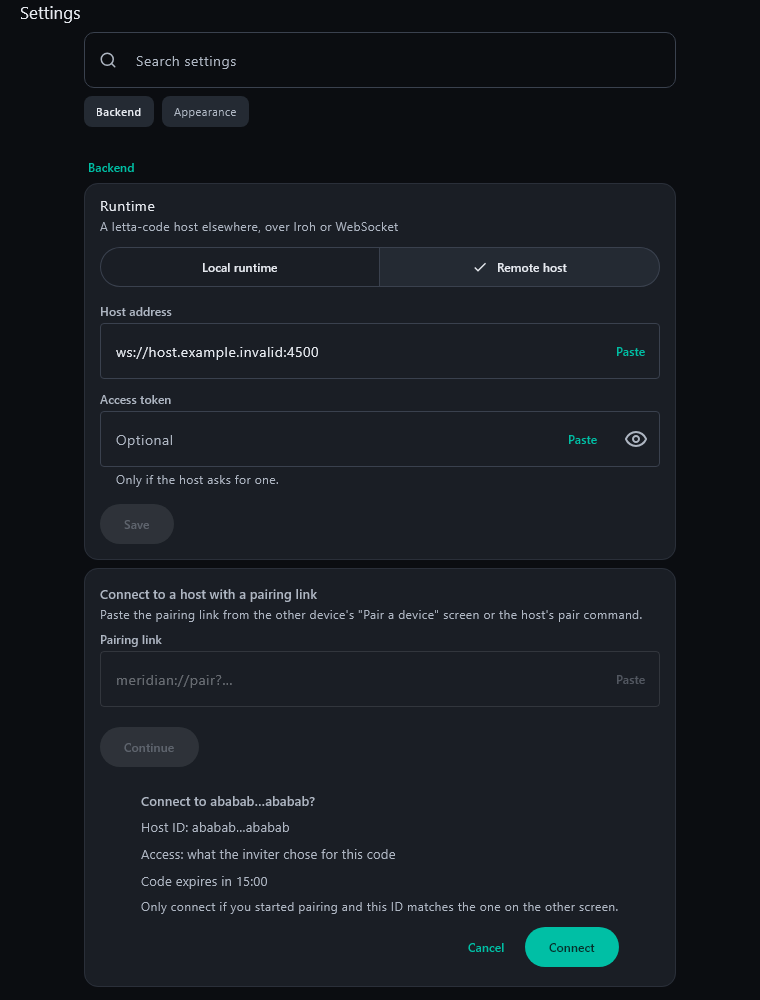 Settings
Search settings
Backend
Appearance
Backend
Runtime
A letta-code host elsewhere, over Iroh or WebSocket
Local runtime
Remote host
Host address
ws://host.example.invalid:4500
Paste
Access token
Optional
Paste
Only if the host asks for one.
Save
Connect to a host with a pairing link
Paste the pairing link from the other device's "Pair a device" screen or the host's pair command.
Pairing link
meridian://pair?...
Paste
Continue
Connect to ababab...ababab?
Host ID: ababab...ababab
Access: what the inviter chose for this code
Code expires in 15:00
Only connect if you started pairing and this ID matches the one on the other screen.
Cancel
Connect